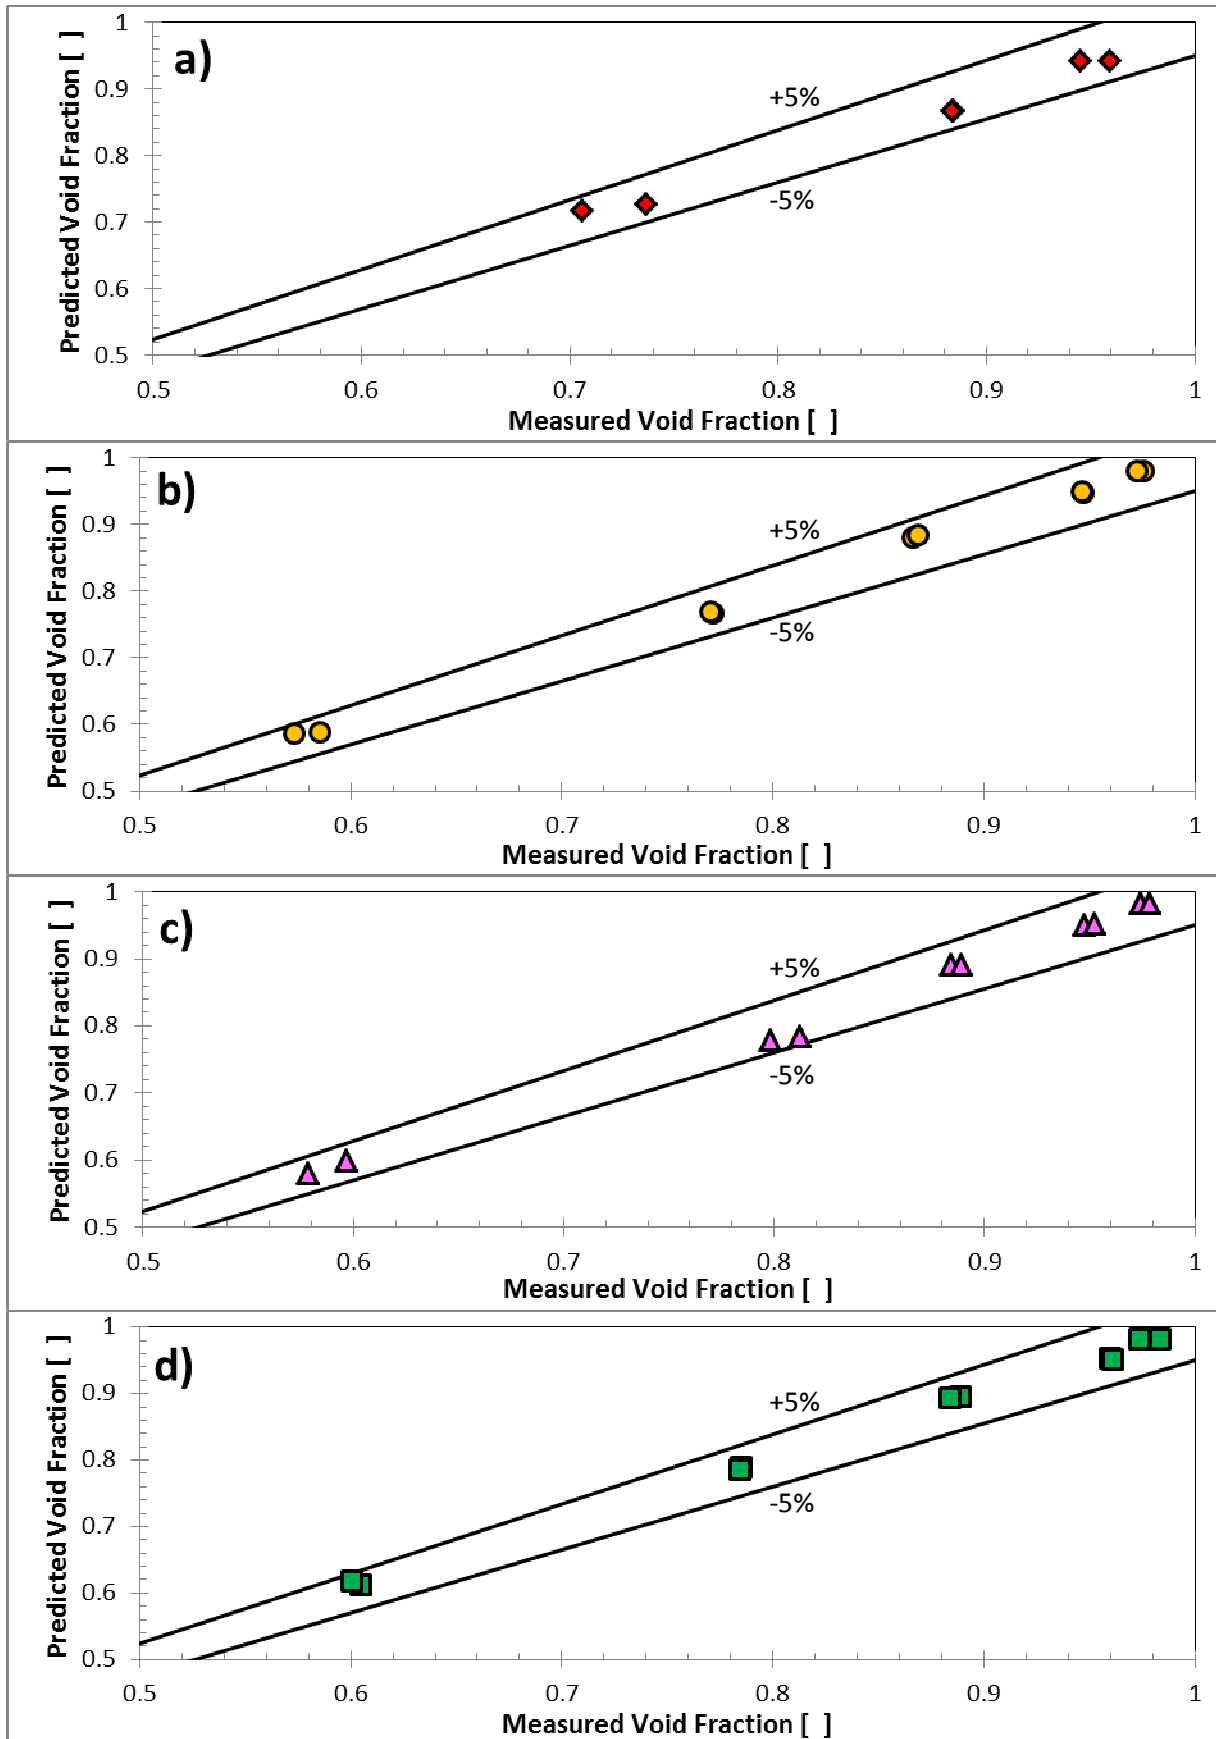 a)
Predicted Void Fraction [ ]
1
0.9
0.8
0.7
0.6
0.5
+5%
-5%
0.5 0.6 0.7 0.8 0.9 1
Measured Void Fraction [ ]
b)
Predicted Void Fraction [ ]
1
0.9
0.8
0.7
0.6
0.5
+5%
-5%
0.5 0.6 0.7 0.8 0.9 1
Measured Void Fraction [ ]
c)
Predicted Void Fraction [ ]
1
0.9
0.8
0.7
0.6
0.5
+5%
-5%
0.5 0.6 0.7 0.8 0.9 1
Measured Void Fraction [ ]
d)
Predicted Void Fraction [ ]
1
0.9
0.8
0.7
0.6
0.5
+5%
-5%
0.5 0.6 0.7 0.8 0.9 1
Measured Void Fraction [ ]